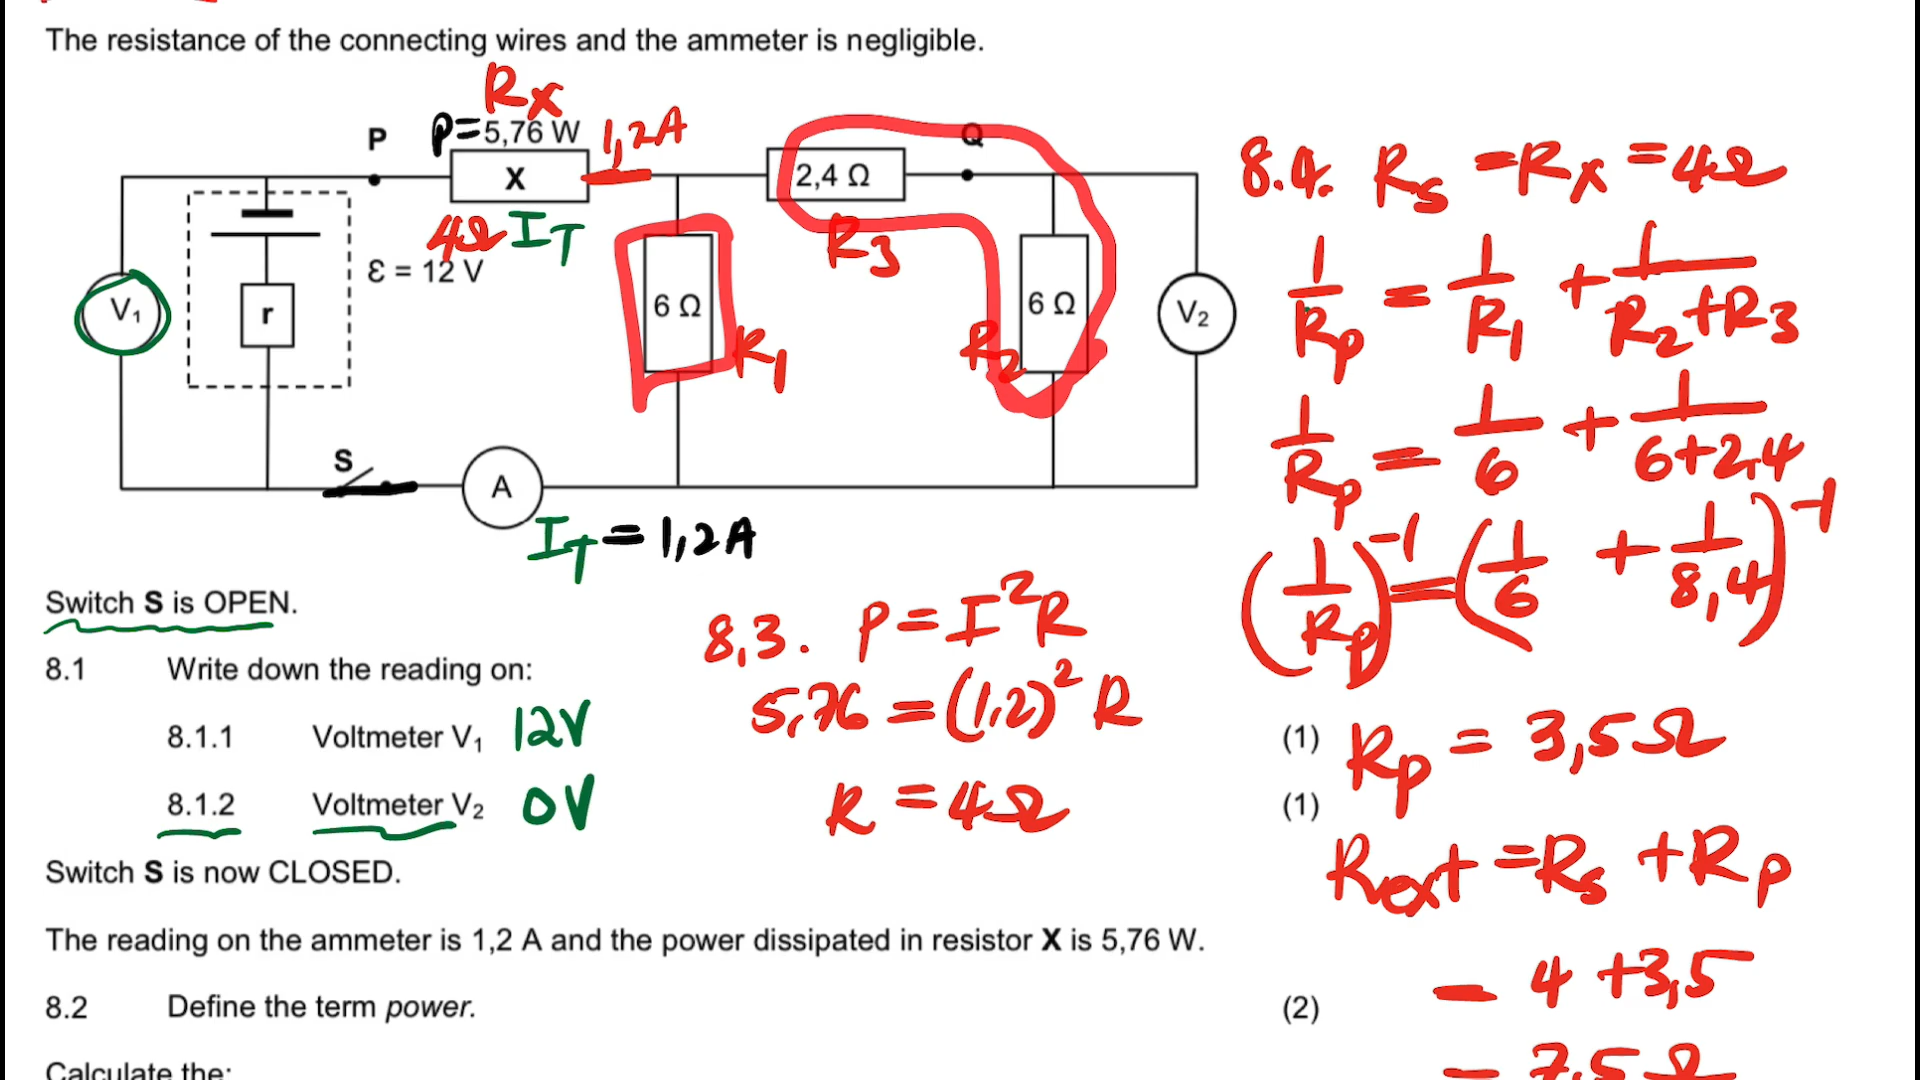 The resistance of the connecting wires and the ammeter is negligible.
Rx
P
P=5,76 W
1,2A
Q
X
2,4 Ω
4Ω IT
R3
ε = 12 V
V1
r
6 Ω
R1
6 Ω
R2
V2
S
A
IT = 1,2A
Switch S is OPEN.
8.1 Write down the reading on:
8.1.1 Voltmeter V1 12V (1)
8.1.2 Voltmeter V2 0V (1)
Switch S is now CLOSED.
The reading on the ammeter is 1,2 A and the power dissipated in resistor X is 5,76 W.
8.2 Define the term power. (2)
Calculate the:
8,3. P = I²R
5,76 = (1,2)² R
R = 4Ω
8.4. Rs = Rx = 4Ω
1/Rp = 1/R1 + 1/R2+R3
1/Rp = 1/6 + 1/6+2,4
(1/Rp)⁻¹ = (1/6 + 1/8,4)⁻¹
Rp = 3,5Ω
Rext = Rs + Rp
= 4 + 3,5
= 7,5Ω